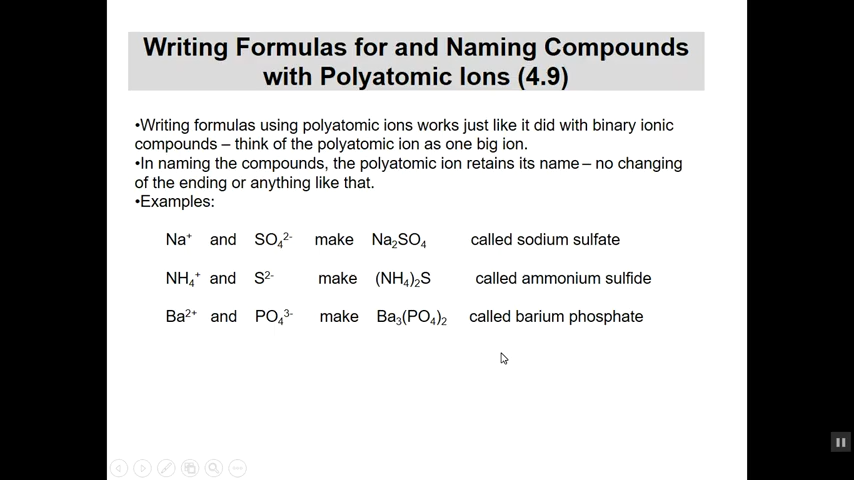 Writing Formulas for and Naming Compounds
with Polyatomic Ions (4.9)
•Writing formulas using polyatomic ions works just like it did with binary ionic
compounds – think of the polyatomic ion as one big ion.
•In naming the compounds, the polyatomic ion retains its name – no changing
of the ending or anything like that.
•Examples:
Na⁺ and SO₄²⁻ make Na₂SO₄ called sodium sulfate
NH₄⁺ and S²⁻ make (NH₄)₂S called ammonium sulfide
Ba²⁺ and PO₄³⁻ make Ba₃(PO₄)₂ called barium phosphate